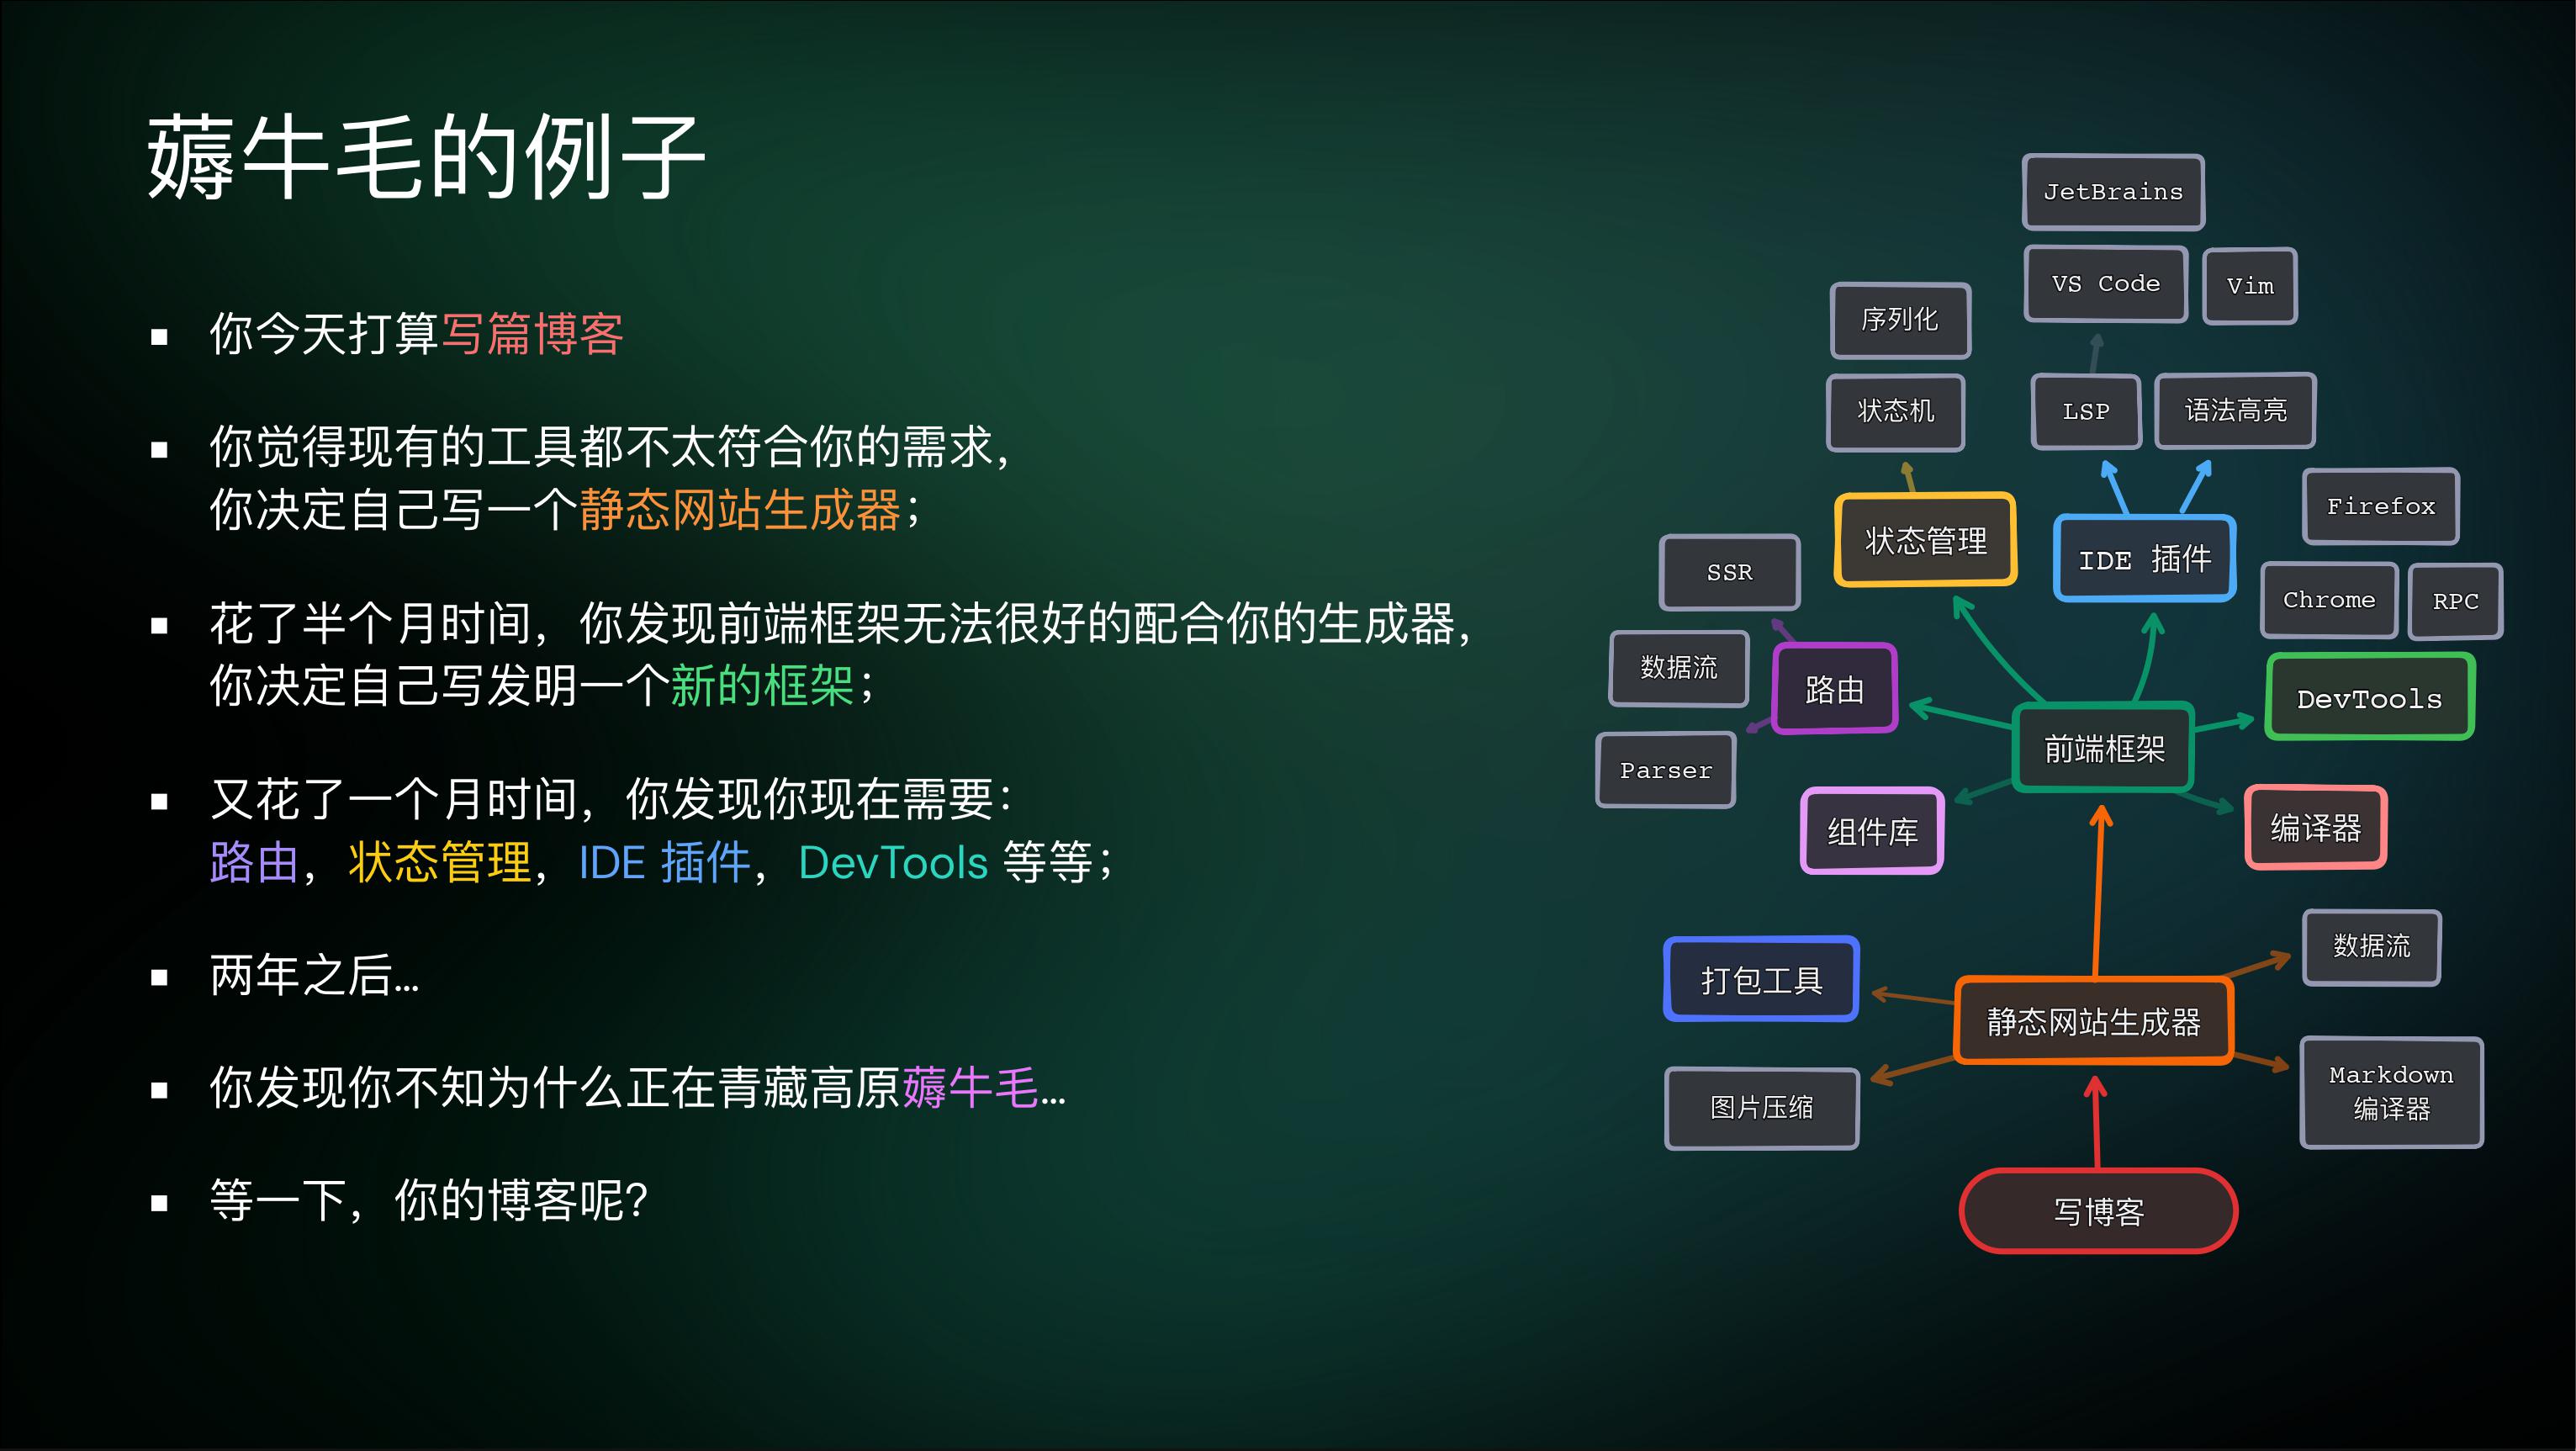 薅牛毛的例子
你今天打算写篇博客
你觉得现有的工具都不太符合你的需求，
你决定自己写一个静态网站生成器；
花了半个月时间，你发现前端框架无法很好的配合你的生成器，
你决定自己写发明一个新的框架；
又花了一个月时间，你发现你现在需要：
路由，状态管理，IDE 插件，DevTools 等等；
两年之后…
你发现你不知为什么正在青藏高原薅牛毛…
等一下，你的博客呢?
JetBrains
VS Code
Vim
序列化
状态机
LSP
语法高亮
状态管理
IDE 插件
Firefox
SSR
Chrome
RPC
数据流
路由
DevTools
前端框架
Parser
组件库
编译器
打包工具
数据流
静态网站生成器
图片压缩
Markdown
编译器
写博客